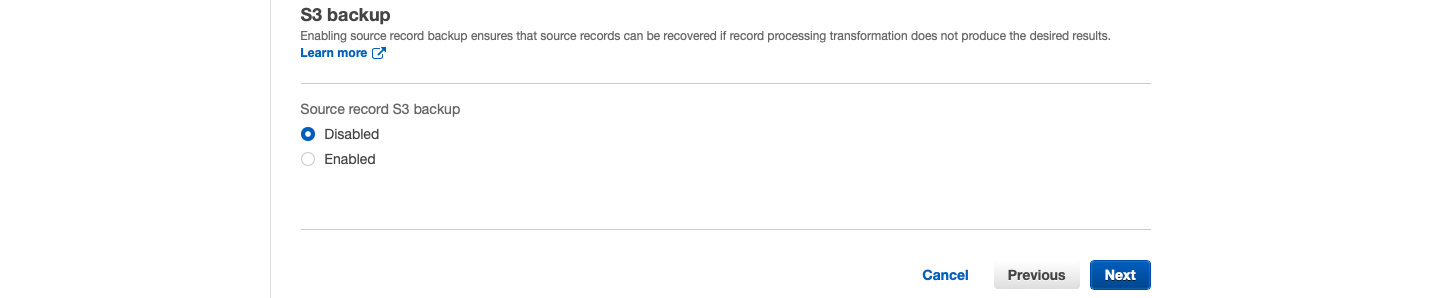 S3 backup
Enabling source record backup ensures that source records can be recovered if record processing transformation does not produce the desired results.
Learn more
Source record S3 backup
Disabled
Enabled
Cancel Previous Next